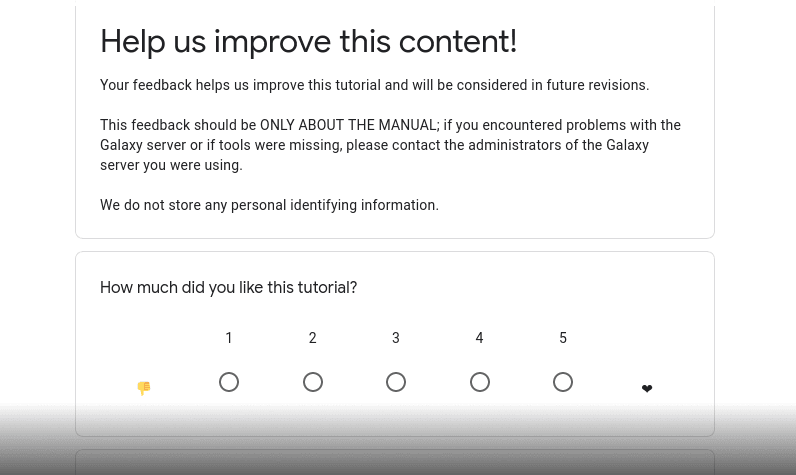 Help us improve this content!
Your feedback helps us improve this tutorial and will be considered in future revisions.
This feedback should be ONLY ABOUT THE MANUAL; if you encountered problems with the
Galaxy server or if tools were missing, please contact the administrators of the Galaxy
server you were using.
We do not store any personal identifying information.
How much did you like this tutorial?
1 2 3 4 5